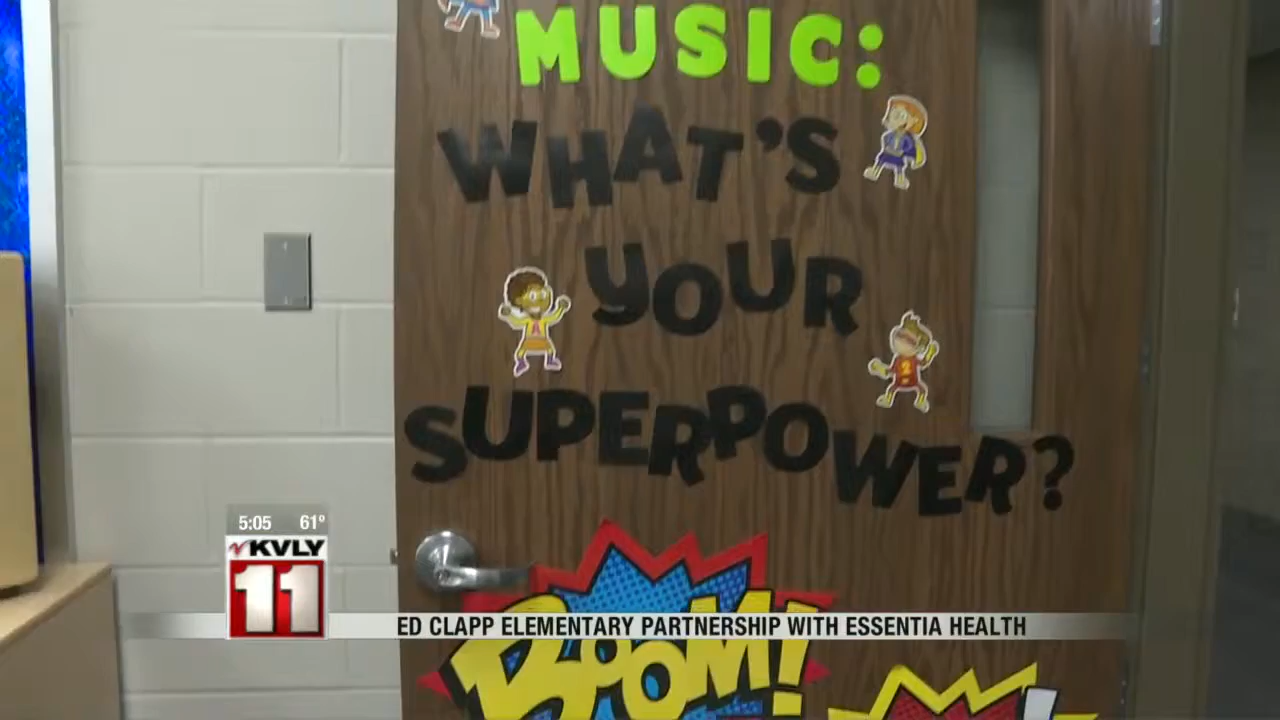 MUSIC:
WHAT'S
YOUR
SUPERPOWER?
5:05 61°
KVLY
11
ED CLAPP ELEMENTARY PARTNERSHIP WITH ESSENTIA HEALTH
BOOM!